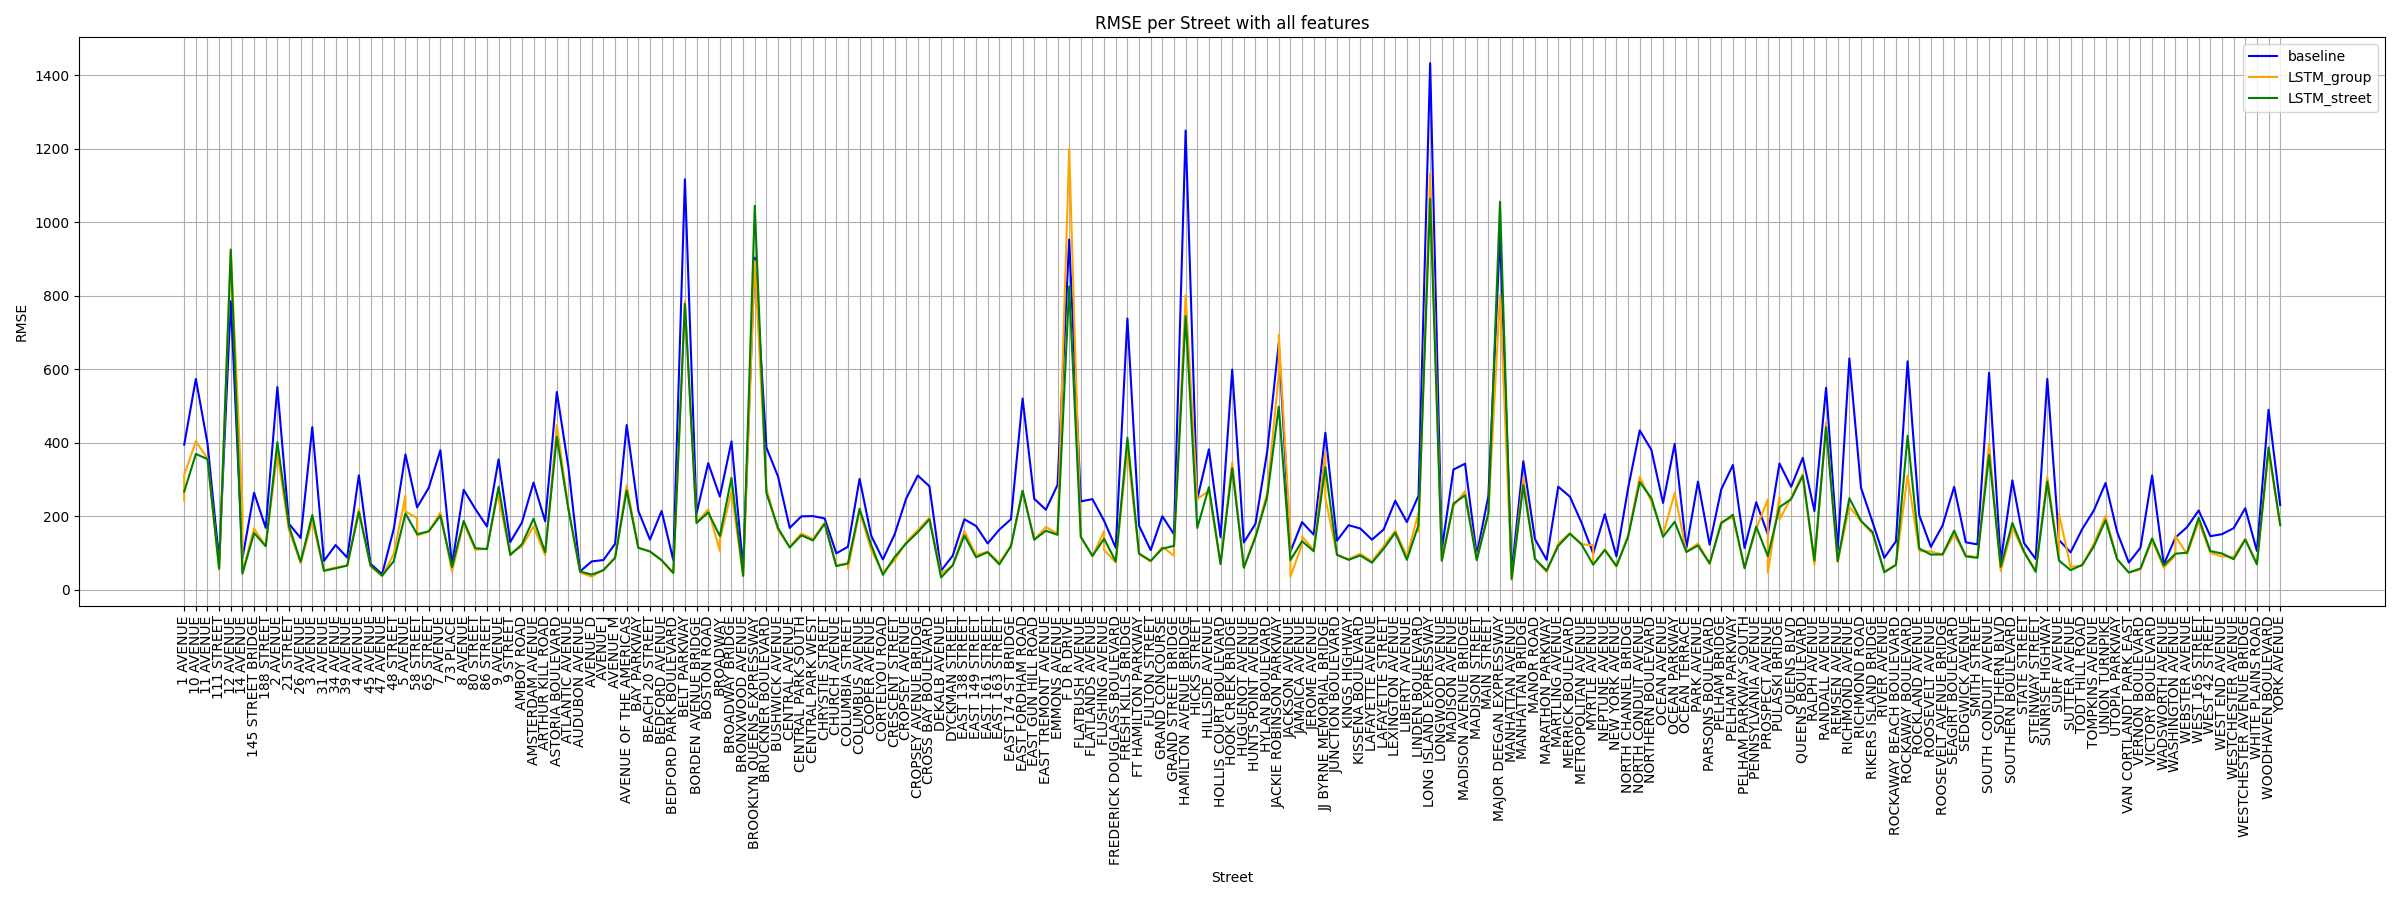 RMSE per Street with all features
baseline
LSTM_group
LSTM_street
RMSE
1400
1200
1000
800
600
400
200
0
1 AVENUE
10 AVENUE
11 AVENUE
111 STREET
12 AVENUE
14 AVENUE
145 STREET BRIDGE
188 STREET
2 AVENUE
21 STREET
26 AVENUE
3 AVENUE
31 AVENUE
34 AVENUE
39 AVENUE
4 AVENUE
45 AVENUE
47 AVENUE
48 STREET
5 AVENUE
58 STREET
65 STREET
7 AVENUE
73 PLACE
8 AVENUE
80 STREET
86 STREET
9 AVENUE
9 STREET
AMBOY ROAD
AMSTERDAM AVENUE
ARTHUR KILL ROAD
ASTORIA BOULEVARD
ATLANTIC AVENUE
AUDUBON AVENUE
AVENUE D
AVENUE J
AVENUE M
AVENUE OF THE AMERICAS
BAY PARKWAY
BEACH 20 STREET
BEDFORD AVENUE
BEDFORD PARK BOULEVARD
BELT PARKWAY
BORDEN AVENUE BRIDGE
BOSTON ROAD
BROADWAY
BROADWAY BRIDGE
BRONXWOOD AVENUE
BROOKLYN QUEENS EXPRESSWAY
BRUCKNER BOULEVARD
BUSHWICK AVENUE
CENTRAL AVENUE
CENTRAL PARK SOUTH
CENTRAL PARK WEST
CHRYSTIE STREET
CHURCH AVENUE
COLUMBIA STREET
COLUMBUS AVENUE
COOPER AVENUE
CORTELYOU ROAD
CRESCENT STREET
CROPSEY AVENUE
CROPSEY AVENUE BRIDGE
CROSS BAY BOULEVARD
DEKALB AVENUE
DYCKMAN STREET
EAST 138 STREET
EAST 149 STREET
EAST 161 STREET
EAST 163 STREET
EAST 174 ST BRIDGE
EAST FORDHAM ROAD
EAST GUN HILL ROAD
EAST TREMONT AVENUE
EMMONS AVENUE
F D R DRIVE
FLATBUSH AVENUE
FLATLANDS AVENUE
FLUSHING AVENUE
FREDERICK DOUGLASS BOULEVARD
FRESH KILLS BRIDGE
FT HAMILTON PARKWAY
FULTON STREET
GRAND CONCOURSE
GRAND STREET BRIDGE
HAMILTON AVENUE BRIDGE
HICKS STREET
HILLSIDE AVENUE
HOLLIS COURT BOULEVARD
HOOK CREEK BRIDGE
HUGUENOT AVENUE
HUNTS POINT AVENUE
HYLAN BOULEVARD
JACKIE ROBINSON PARKWAY
JACKSON AVENUE
JAMAICA AVENUE
JEROME AVENUE
JJ BYRNE MEMORIAL BRIDGE
JUNCTION BOULEVARD
KINGS HIGHWAY
KISSENA BOULEVARD
LAFAYETTE AVENUE
LAFAYETTE STREET
LEXINGTON AVENUE
LIBERTY AVENUE
LINDEN BOULEVARD
LONG ISLAND EXPRESSWAY
LONGWOOD AVENUE
MADISON AVENUE
MADISON AVENUE BRIDGE
MADISON STREET
MAIN STREET
MAJOR DEEGAN EXPRESSWAY
MANHATTAN AVENUE
MANHATTAN BRIDGE
MANOR ROAD
MARATHON PARKWAY
MARTLING AVENUE
MERRICK BOULEVARD
METROPOLITAN AVENUE
MYRTLE AVENUE
NEPTUNE AVENUE
NEW YORK AVENUE
NORTH CHANNEL BRIDGE
NORTH CONDUIT AVENUE
NORTHERN BOULEVARD
OCEAN AVENUE
OCEAN PARKWAY
OCEAN TERRACE
PARK AVENUE
PARSONS BOULEVARD
PELHAM BRIDGE
PELHAM PARKWAY
PELHAM PARKWAY SOUTH
PENNSYLVANIA AVENUE
PROSPECT AVENUE
PULASKI BRIDGE
QUEENS BLVD
QUEENS BOULEVARD
RALPH AVENUE
RANDALL AVENUE
REMSEN AVENUE
RICHMOND AVENUE
RICHMOND ROAD
RIKERS ISLAND BRIDGE
RIVER AVENUE
ROCKAWAY BEACH BOULEVARD
ROCKAWAY BOULEVARD
ROCKLAND AVENUE
ROOSEVELT AVENUE
ROOSEVELT AVENUE BRIDGE
SEAGIRT BOULEVARD
SEDGWICK AVENUE
SMITH STREET
SOUTH CONDUIT AVENUE
SOUTHERN BLVD
SOUTHERN BOULEVARD
STATE STREET
STEINWAY STREET
SUNRISE HIGHWAY
SURF AVENUE
SUTTER AVENUE
TODT HILL ROAD
TOMPKINS AVENUE
UNION TURNPIKE
UTOPIA PARKWAY
VAN CORTLANDT PARK EAST
VERNON BOULEVARD
VICTORY BOULEVARD
WADSWORTH AVENUE
WASHINGTON AVENUE
WEBSTER AVENUE
WEST 165 STREET
WEST 42 STREET
WEST END AVENUE
WESTCHESTER AVENUE
WESTCHESTER AVENUE BRIDGE
WHITE PLAINS ROAD
WOODHAVEN BOULEVARD
YORK AVENUE
Street